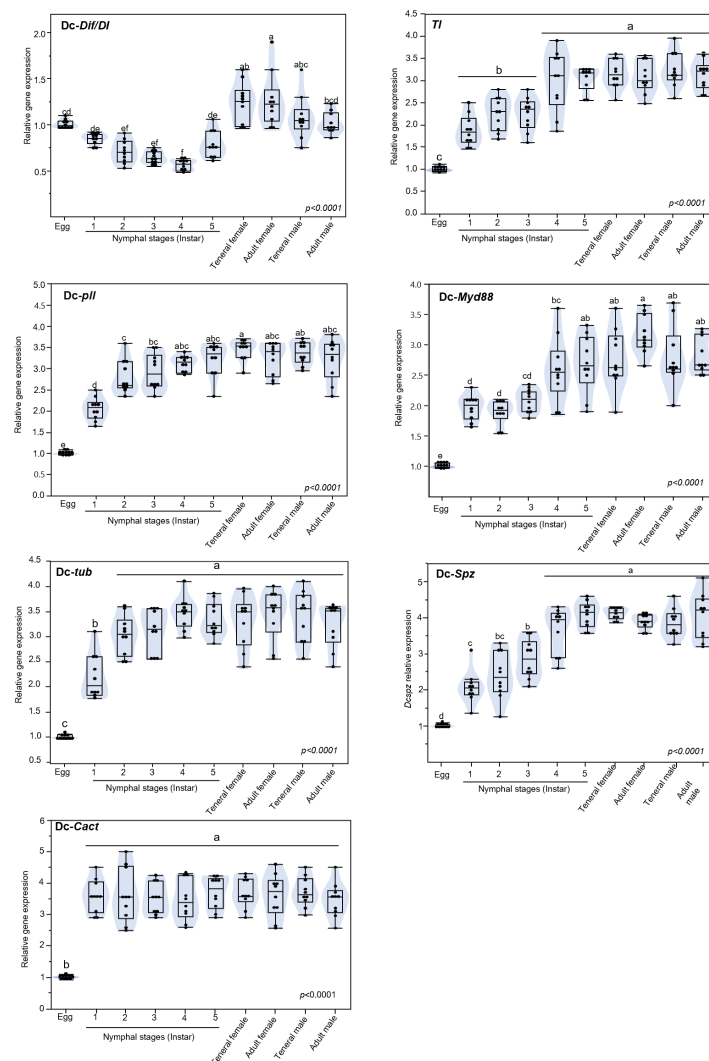 Dc-Dif/Dl
Relative gene expression
2.0
1.5
1.0
0.5
cd
de
ef
ef
f
de
ab
a
abc
bcd
p<0.0001
Egg
1
2
3
4
5
Nymphal stages (Instar)
Teneral female
Adult female
Teneral male
Adult male
Tl
Relative gene expression
4.5
4.0
3.5
3.0
2.5
2.0
1.5
1.0
0.0
c
b
a
p<0.0001
Egg
1
2
3
4
5
Nymphal stages (Instar)
Teneral female
Adult female
Teneral male
Adult male
Dc-pll
Relative gene expression
5.0
4.5
4.0
3.5
3.0
2.5
2.0
1.5
1.0
0.5
0.0
e
d
c
bc
abc
abc
a
abc
abc
abc
p<0.0001
Egg
1
2
3
4
5
Nymphal stages (Instar)
Teneral female
Adult female
Teneral male
Adult male
Dc-Myd88
Relative gene expression
4.0
3.5
3.0
2.5
2.0
1.5
1.0
e
d
d
cd
bc
ab
ab
a
ab
ab
p<0.0001
Egg
1
2
3
4
5
Nymphal stages (Instar)
Teneral female
Adult female
Teneral male
Adult male
Dc-tub
Relative gene expression
4.5
4.0
3.5
3.0
2.5
2.0
1.5
1.0
0.5
c
b
a
p<0.0001
Egg
1
2
3
4
5
Nymphal stages (Instar)
Teneral female
Adult female
Teneral male
Adult male
Dc-Spz
Dcspz relative gene expression
5
4
3
2
1
d
c
bc
b
a
p<0.0001
Egg
1
2
3
4
5
Nymphal stages (Instar)
Teneral female
Adult female
Teneral male
Adult
male
Dc-Cact
Relative gene expression
6
5
4
3
2
1
0
b
a
p<0.0001
Egg
1
2
3
4
5
Nymphal stages (Instar)
Adult female
Teneral male
Adult male